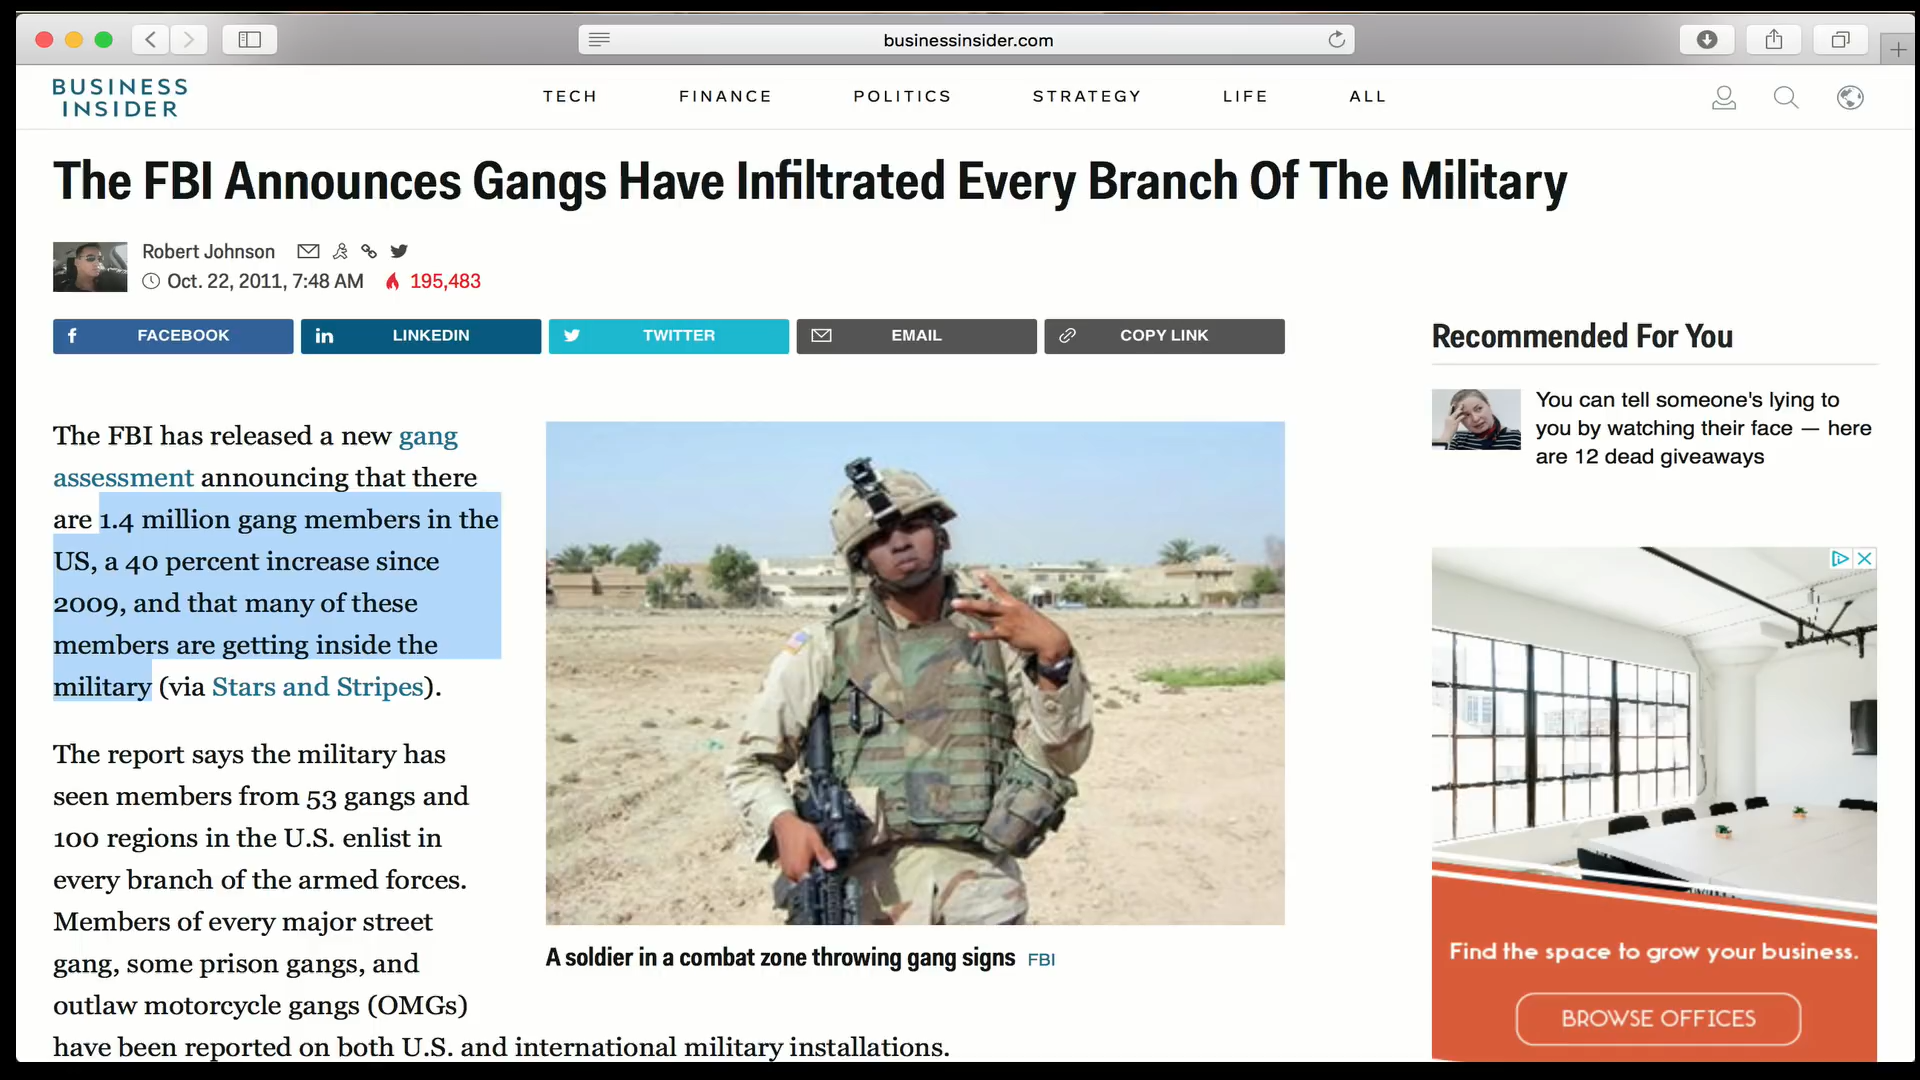 businessinsider.com
BUSINESS
INSIDER
TECH
FINANCE
POLITICS
STRATEGY
LIFE
ALL
The FBI Announces Gangs Have Infiltrated Every Branch Of The Military
Robert Johnson
Oct. 22, 2011, 7:48 AM 195,483
FACEBOOK
LINKEDIN
TWITTER
EMAIL
COPY LINK
The FBI has released a new gang
assessment announcing that there
are 1.4 million gang members in the
US, a 40 percent increase since
2009, and that many of these
members are getting inside the
military (via Stars and Stripes).
The report says the military has
seen members from 53 gangs and
100 regions in the U.S. enlist in
every branch of the armed forces.
Members of every major street
gang, some prison gangs, and
outlaw motorcycle gangs (OMGs)
have been reported on both U.S. and international military installations.
A soldier in a combat zone throwing gang signs FBI
Recommended For You
You can tell someone's lying to
you by watching their face — here
are 12 dead giveaways
Find the space to grow your business.
BROWSE OFFICES